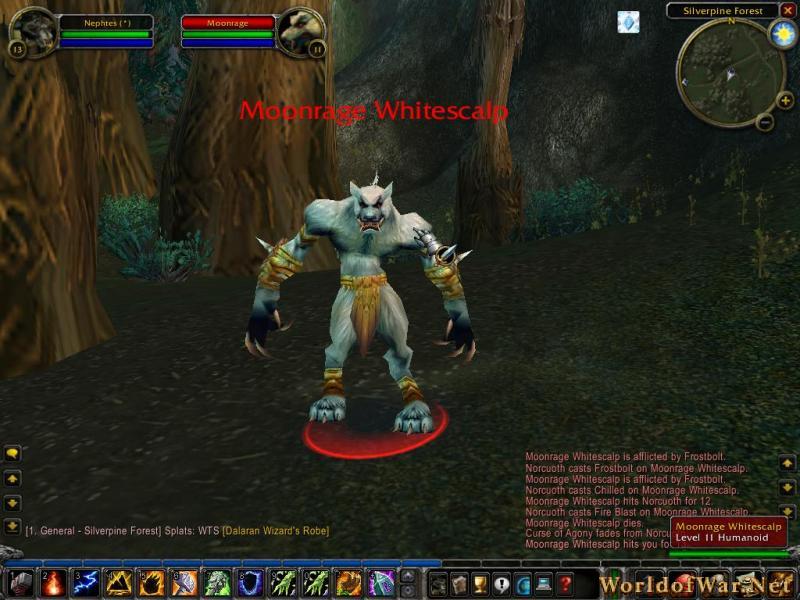 Nephtes (*)
13
Moonrage
11
Silverpine Forest
N
Moonrage Whitescalp
Moonrage Whitescalp is afflicted by Frostbolt.
Norcuoth casts Frostbolt on Moonrage Whitescalp.
Moonrage Whitescalp is afflicted by Frostbolt.
Norcuoth casts Chilled on Moonrage Whitescalp.
Moonrage Whitescalp hits Norcuoth for 12.
Norcuoth casts Fire Blast on Moonrage Whitescalp
Moonrage Whitescalp dies.
Curse of Agony fades from Norcu
Moonrage Whitescalp hits you fo
[1. General - Silverpine Forest] Splats: WTS [Dalaran Wizard's Robe]
Moonrage Whitescalp
Level 11 Humanoid
WorldofWar.Net